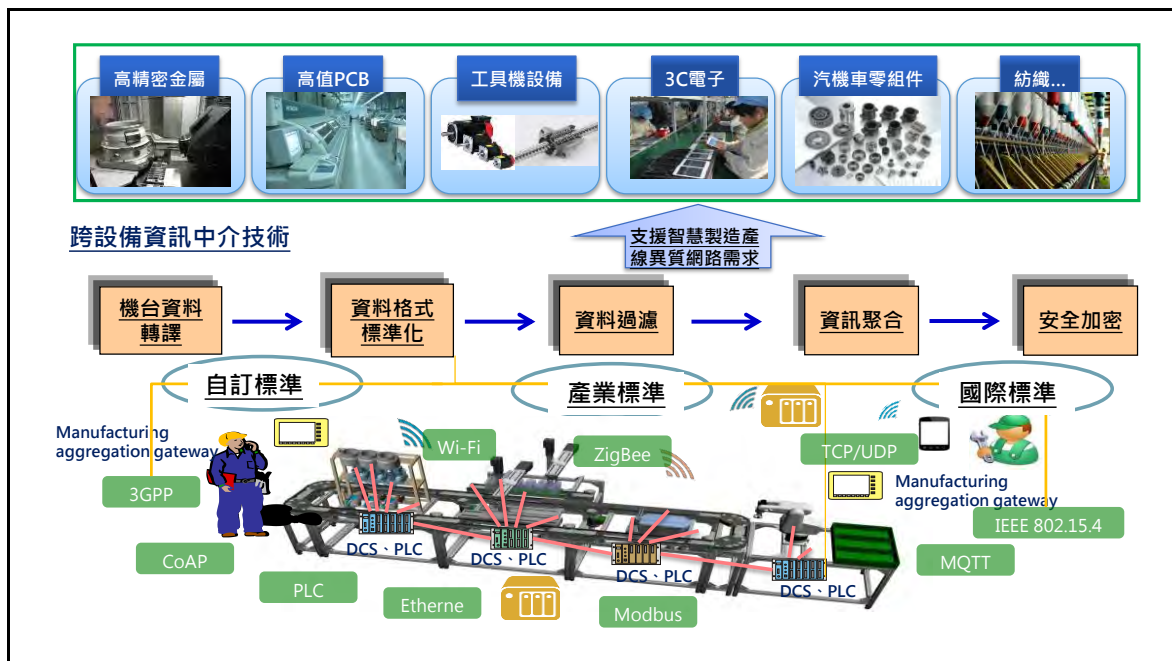 高精密金屬
高值PCB
工具機設備
3C電子
汽機車零組件
紡織...
跨設備資訊中介技術
支援智慧製造產
線異質網路需求
機台資料
轉譯
資料格式
標準化
資料過濾
資訊聚合
安全加密
自訂標準
產業標準
國際標準
Manufacturing
aggregation gateway
Wi-Fi
ZigBee
TCP/UDP
Manufacturing
aggregation gateway
3GPP
IEEE 802.15.4
CoAP
DCS、PLC
DCS、PLC
DCS、PLC
DCS、PLC
MQTT
PLC
Etherne
Modbus